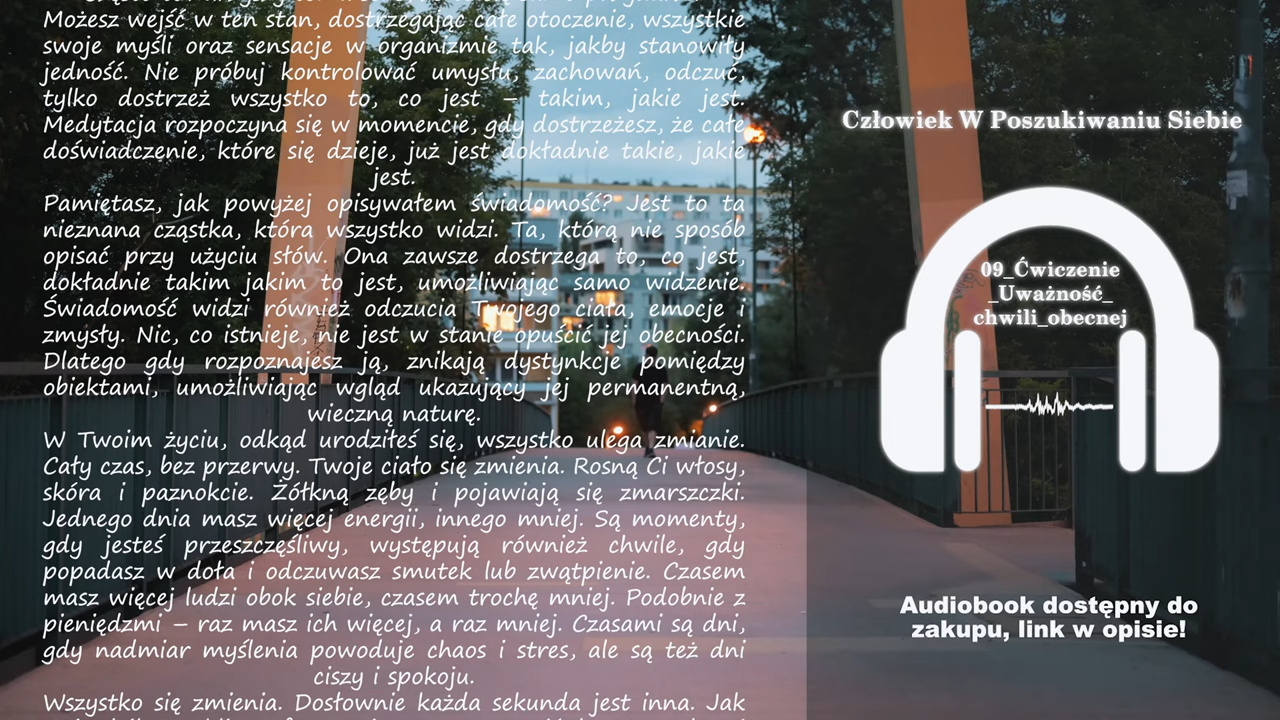 Możesz wejść w ten stan, dostrzegając całe otoczenie, wszystkie
swoje myśli oraz sensacje w organizmie tak, jakby stanowiły
jedność. Nie próbuj kontrolować umysłu, zachowań, odczuć,
tylko dostrzeż wszystko to, co jest – takim, jakie jest.
Medytacja rozpoczyna się w momencie, gdy dostrzeżesz, że całe
doświadczenie, które się dzieje, już jest dokładnie takie, jakie
jest.
Pamiętasz, jak powyżej opisywałem świadomość? Jest to ta
nieznana cząstka, która wszystko widzi. Ta, którą nie sposób
opisać przy użyciu słów. Ona zawsze dostrzega to, co jest,
dokładnie takim jakim to jest, umożliwiając samo widzenie.
Świadomość widzi również odczucia Twojego ciała, emocje i
zmysły. Nic, co istnieje, nie jest w stanie opuścić jej obecności.
Dlatego gdy rozpoznajesz ją, znikają dystynkcje pomiędzy
obiektami, umożliwiając wgląd ukazujący jej permanentną,
wieczną naturę.
W Twoim życiu, odkąd urodziłeś się, wszystko ulega zmianie.
Cały czas, bez przerwy. Twoje ciało się zmienia. Rosną Ci włosy,
skóra i paznokcie. Żółkną zęby i pojawiają się zmarszczki.
Jednego dnia masz więcej energii, innego mniej. Są momenty,
gdy jesteś przeszczęśliwy, występują również chwile, gdy
popadasz w doła i odczuwasz smutek lub zwątpienie. Czasem
masz więcej ludzi obok siebie, czasem trochę mniej. Podobnie z
pieniędzmi – raz masz ich więcej, a raz mniej. Czasami są dni,
gdy nadmiar myślenia powoduje chaos i stres, ale są też dni
ciszy i spokoju.
Wszystko się zmienia. Dosłownie każda sekunda jest inna. Jak
Człowiek W Poszukiwaniu Siebie
09_Ćwiczenie
_Uważność_
chwili_obecnej
Audiobook dostępny do
zakupu, link w opisie!